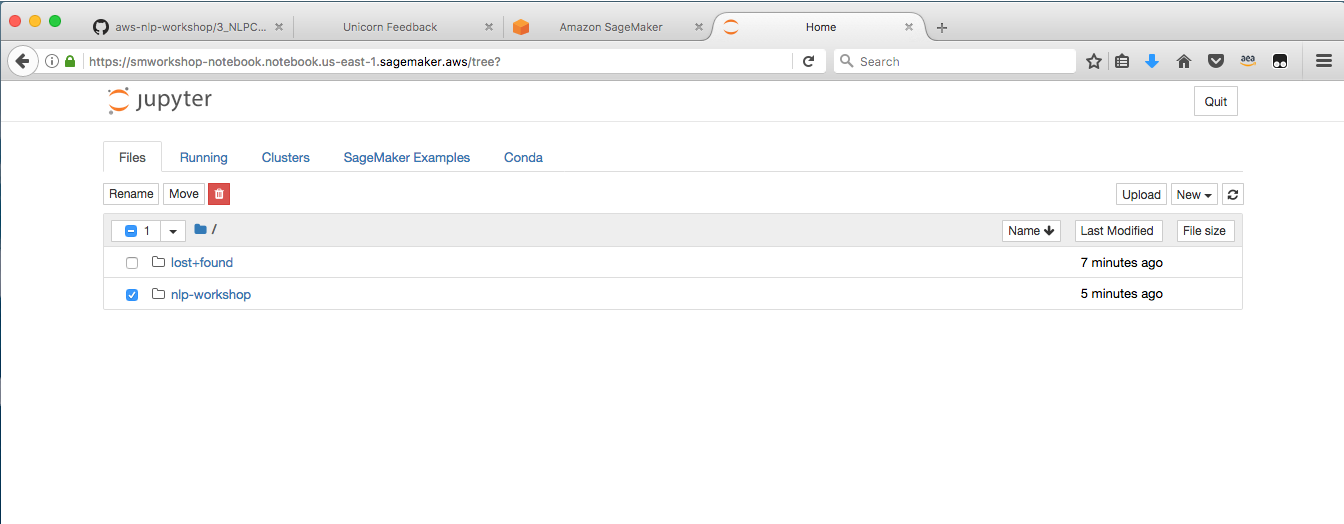 aws-nlp-workshop/3_NLPC... Unicorn Feedback Amazon SageMaker Home
https://smworkshop-notebook.notebook.us-east-1.sagemaker.aws/tree? Search aea
jupyter Quit
Files Running Clusters SageMaker Examples Conda
Rename Move Upload New
1 / Name Last Modified File size
lost+found 7 minutes ago
nlp-workshop 5 minutes ago